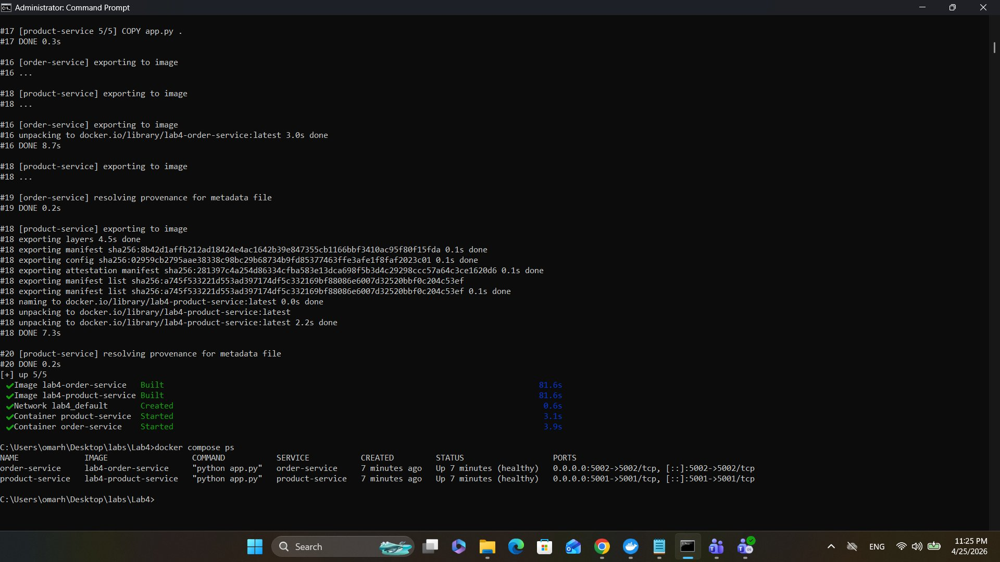 Administrator: Command Prompt
#17 [product-service 5/5] COPY app.py .
#17 DONE 0.3s
#16 [order-service] exporting to image
#16 ...
#18 [product-service] exporting to image
#18 ...
#16 [order-service] exporting to image
#16 unpacking to docker.io/library/lab4-order-service:latest 3.0s done
#16 DONE 8.7s
#18 [product-service] exporting to image
#18 ...
#19 [order-service] resolving provenance for metadata file
#19 DONE 0.2s
#18 [product-service] exporting to image
#18 exporting layers 4.5s done
#18 exporting manifest sha256:8b42d1affb212ad18424e4ac1642b39e847355cb1166bbf3410ac95f80f15fda 0.1s done
#18 exporting config sha256:02959cb2795aae38338c98bc29b68734b9fd85377463ffe3afe1f8faf2023c01 0.1s done
#18 exporting attestation manifest sha256:281397c4a254d86334cfba583e13dca698f5b3d4c29298ccc57a64c3ce1620d6 0.1s done
#18 exporting manifest list sha256:a745f533221d553ad397174df5c332169bf88086e6007d32520bbf0c204c53ef
#18 exporting manifest list sha256:a745f533221d553ad397174df5c332169bf88086e6007d32520bbf0c204c53ef 0.1s done
#18 naming to docker.io/library/lab4-product-service:latest 0.0s done
#18 unpacking to docker.io/library/lab4-product-service:latest
#18 unpacking to docker.io/library/lab4-product-service:latest 2.2s done
#18 DONE 7.3s
#20 [product-service] resolving provenance for metadata file
#20 DONE 0.2s
[+] up 5/5
✔Image lab4-order-service Built 81.6s
✔Image lab4-product-service Built 81.6s
✔Network lab4_default Created 0.6s
✔Container product-service Started 3.1s
✔Container order-service Started 3.9s
C:\Users\omarh\Desktop\labs\Lab4>docker compose ps
NAME IMAGE COMMAND SERVICE CREATED STATUS PORTS
order-service lab4-order-service "python app.py" order-service 7 minutes ago Up 7 minutes (healthy) 0.0.0.0:5002->5002/tcp, [::]:5002->5002/tcp
product-service lab4-product-service "python app.py" product-service 7 minutes ago Up 7 minutes (healthy) 0.0.0.0:5001->5001/tcp, [::]:5001->5001/tcp
C:\Users\omarh\Desktop\labs\Lab4>
Search
ENG
11:25 PM
4/25/2026